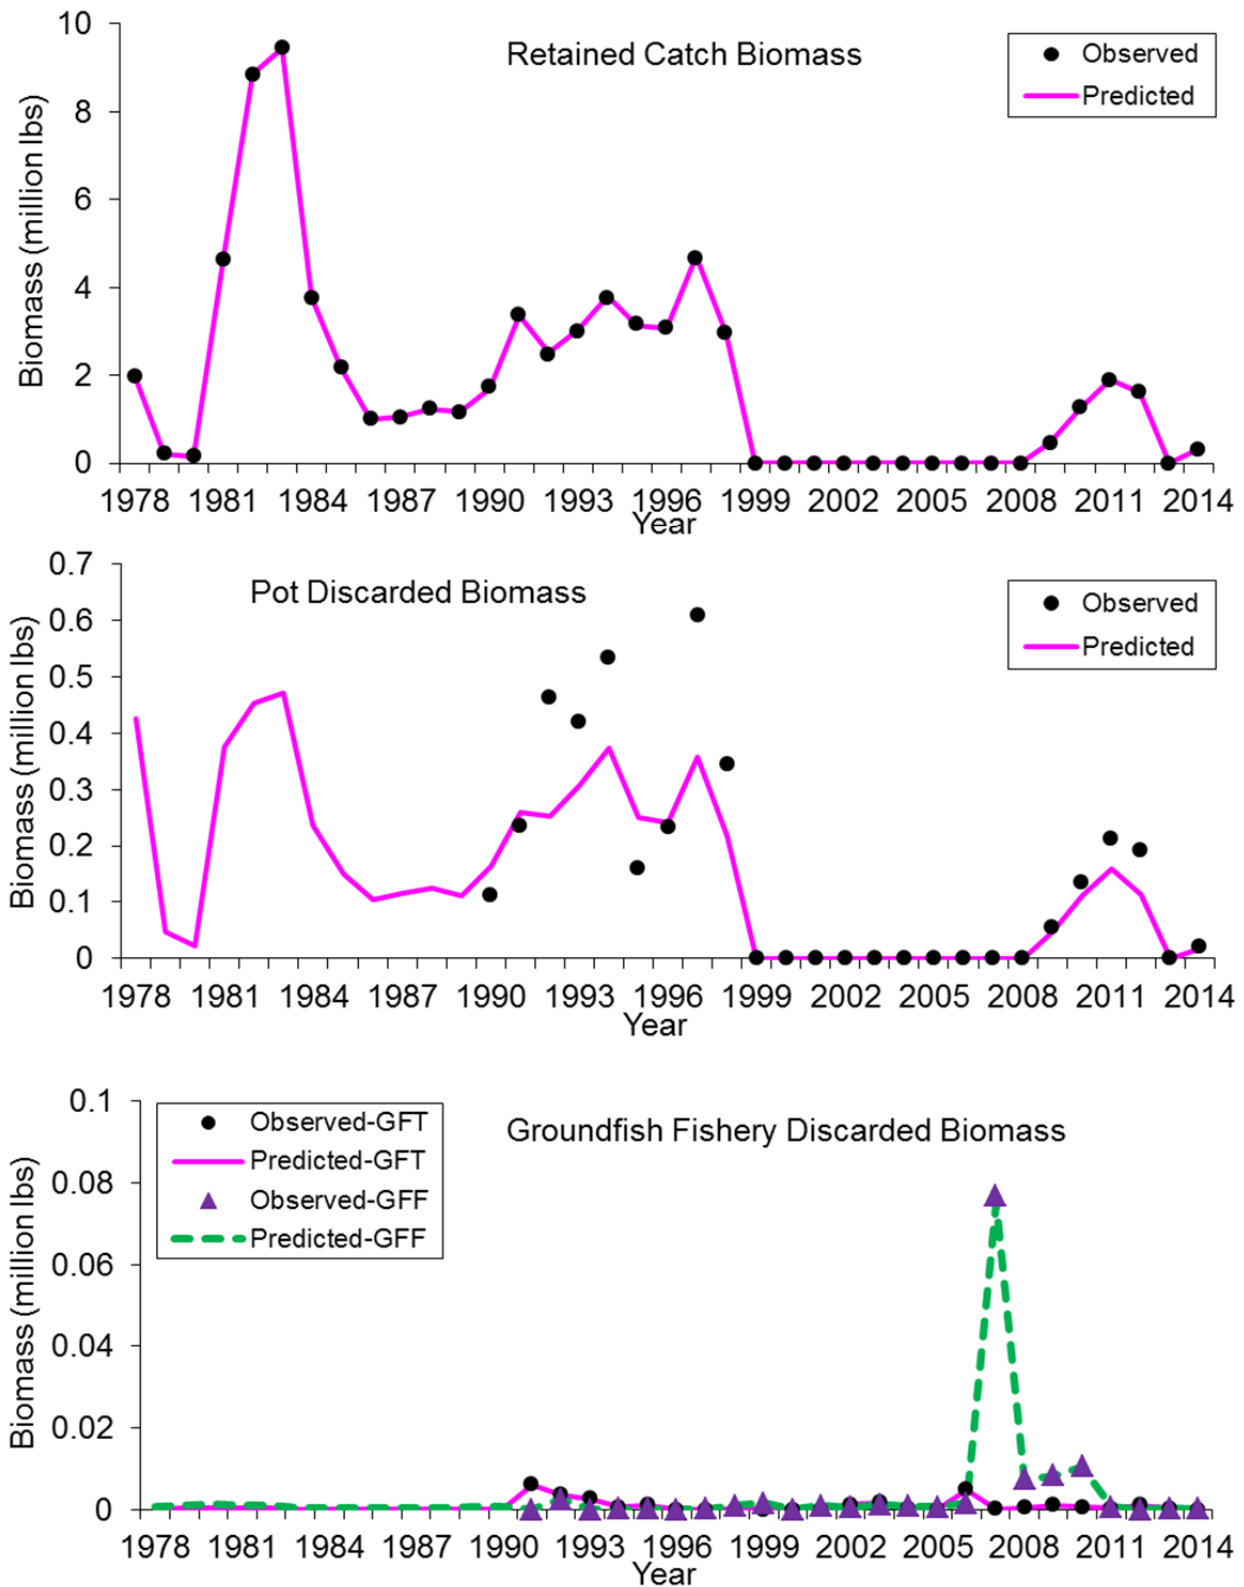 Retained Catch Biomass
Observed
Predicted
Biomass (million lbs)
10
8
6
4
2
0
1978 1981 1984 1987 1990 1993 1996 1999 2002 2005 2008 2011 2014
Year
Pot Discarded Biomass
Observed
Predicted
Biomass (million lbs)
0.7
0.6
0.5
0.4
0.3
0.2
0.1
0
1978 1981 1984 1987 1990 1993 1996 1999 2002 2005 2008 2011 2014
Year
Groundfish Fishery Discarded Biomass
Observed-GFT
Predicted-GFT
Observed-GFF
Predicted-GFF
Biomass (million lbs)
0.1
0.08
0.06
0.04
0.02
0
1978 1981 1984 1987 1990 1993 1996 1999 2002 2005 2008 2011 2014
Year